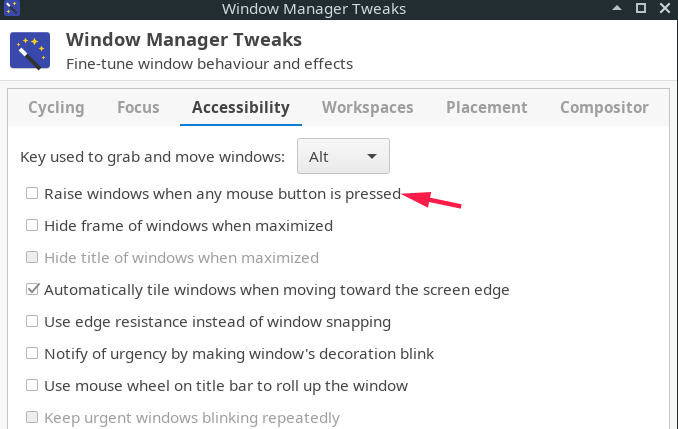 Window Manager Tweaks
Window Manager Tweaks
Fine-tune window behaviour and effects
Cycling Focus Accessibility Workspaces Placement Compositor
Key used to grab and move windows: Alt
Raise windows when any mouse button is pressed
Hide frame of windows when maximized
Hide title of windows when maximized
Automatically tile windows when moving toward the screen edge
Use edge resistance instead of window snapping
Notify of urgency by making window's decoration blink
Use mouse wheel on title bar to roll up the window
Keep urgent windows blinking repeatedly